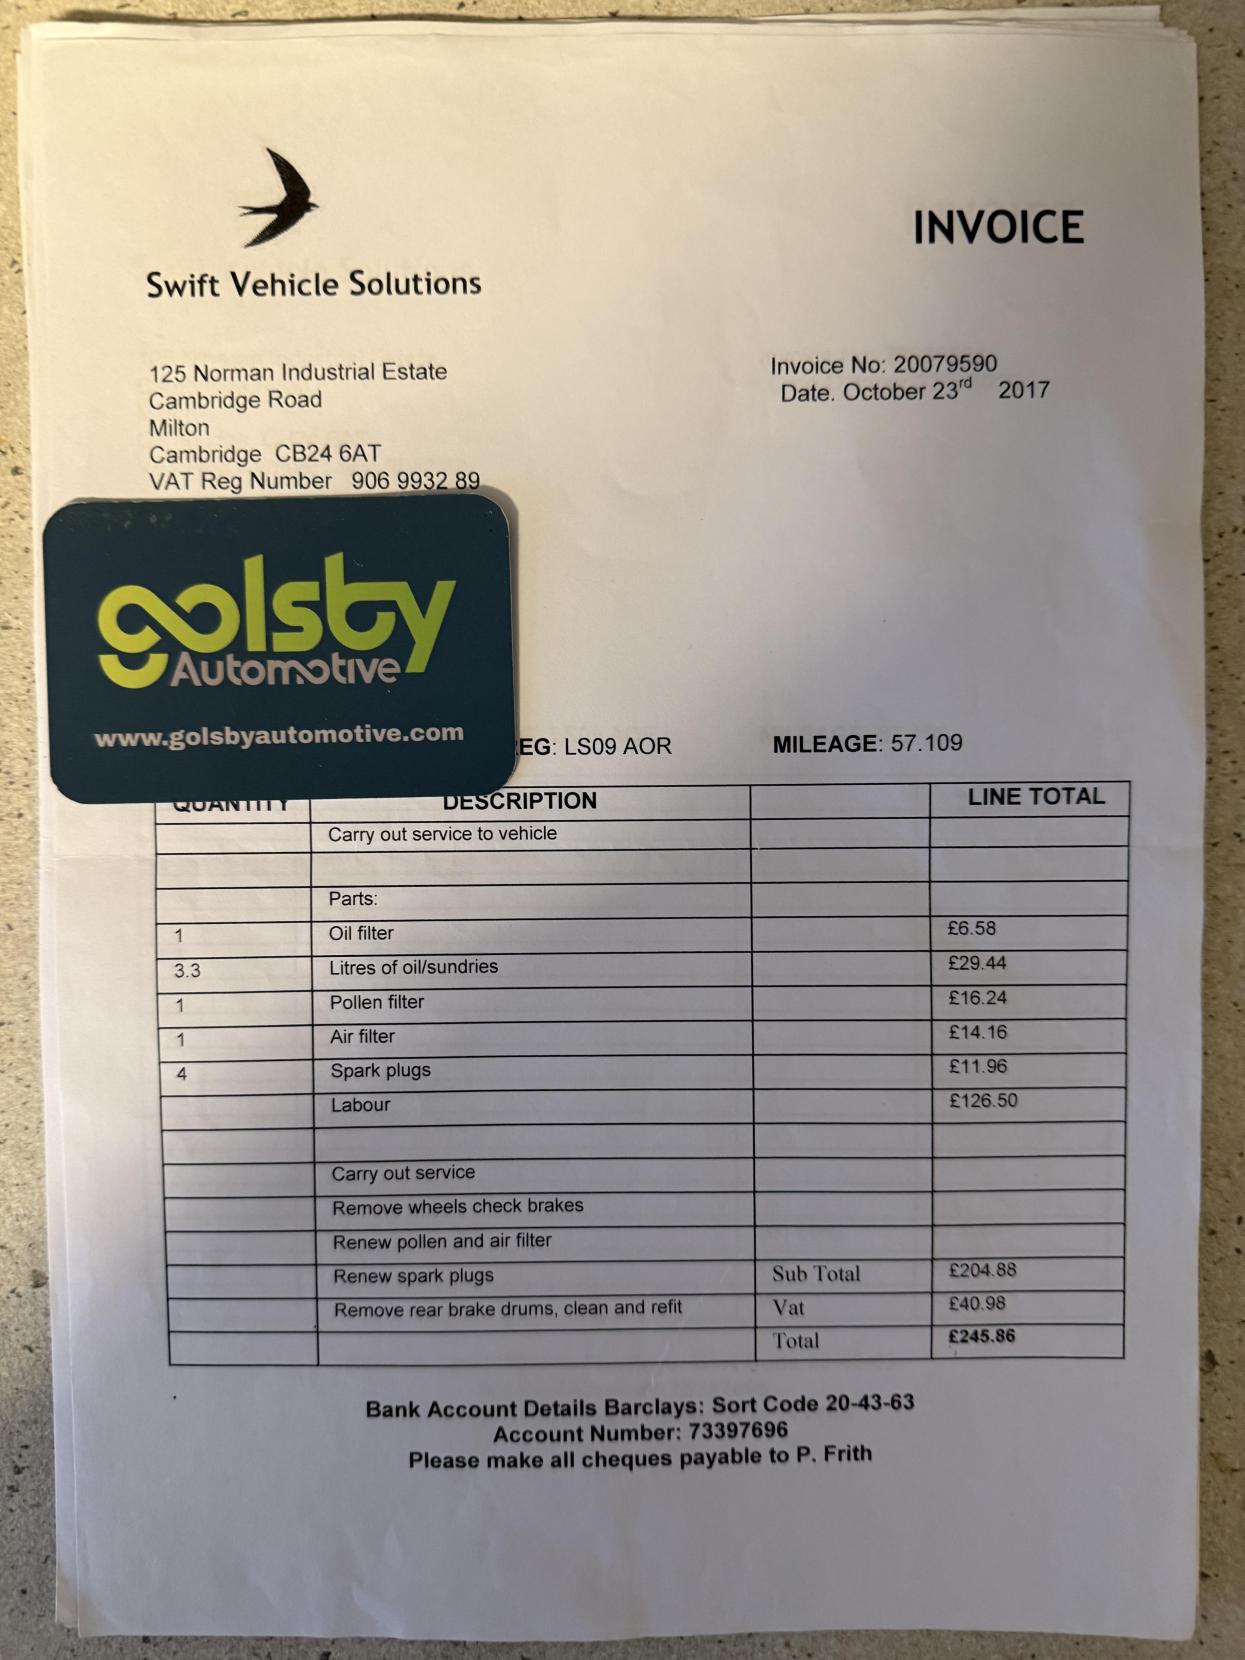 INVOICE
Swift Vehicle Solutions
125 Norman Industrial Estate
Cambridge Road
Milton
Cambridge CB24 6AT
VAT Reg Number 906 9932 89
Invoice No: 20079590
Date. October 23rd 2017
golsby
Automotive
www.golsbyautomotive.com
EG: LS09 AOR MILEAGE: 57.109
QUANTITY DESCRIPTION LINE TOTAL
Carry out service to vehicle
Parts:
1 Oil filter £6.58
3.3 Litres of oil/sundries £29.44
1 Pollen filter £16.24
1 Air filter £14.16
4 Spark plugs £11.96
Labour £126.50
Carry out service
Remove wheels check brakes
Renew pollen and air filter
Renew spark plugs Sub Total £204.88
Remove rear brake drums, clean and refit Vat £40.98
Total £245.86
Bank Account Details Barclays: Sort Code 20-43-63
Account Number: 73397696
Please make all cheques payable to P. Frith